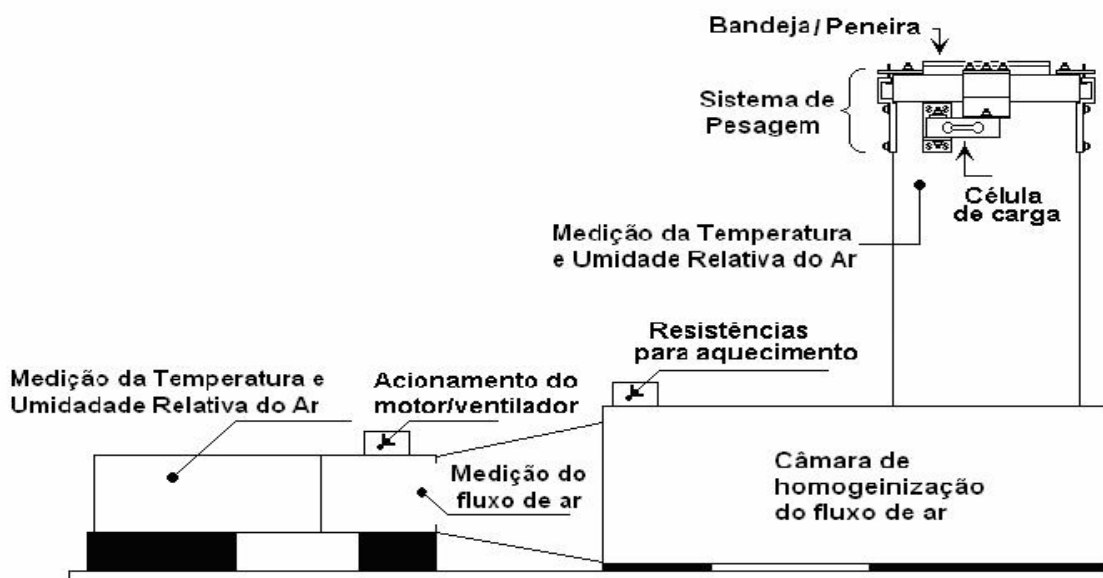 Bandeja/Peneira
Sistema de
Pesagem
Célula
de carga
Medição da Temperatura
e Umidade Relativa do Ar
Resistências
para aquecimento
Medição da Temperatura e
Umidadade Relativa do Ar
Acionamento do
motor/ventilador
Medição do
fluxo de ar
Câmara de
homogeinização
do fluxo de ar